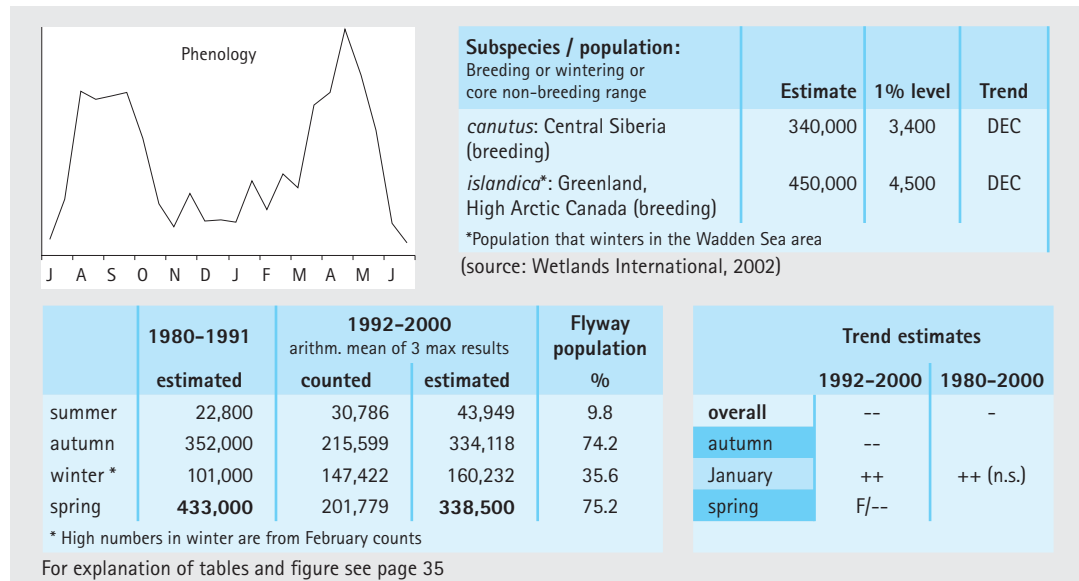 Phenology
J A S O N D J F M A M J
Subspecies / population:
Breeding or wintering or
core non-breeding range Estimate 1% level Trend
canutus: Central Siberia 340,000 3,400 DEC
(breeding)
islandica*: Greenland, 450,000 4,500 DEC
High Arctic Canada (breeding)
*Population that winters in the Wadden Sea area
(source: Wetlands International, 2002)
1980–1991 1992–2000 Flyway
arithm. mean of 3 max results population
estimated counted estimated %
summer 22,800 30,786 43,949 9.8
autumn 352,000 215,599 334,118 74.2
winter * 101,000 147,422 160,232 35.6
spring 433,000 201,779 338,500 75.2
* High numbers in winter are from February counts
Trend estimates
1992–2000 1980–2000
overall -- -
autumn --
January ++ ++ (n.s.)
spring F/--
For explanation of tables and figure see page 35